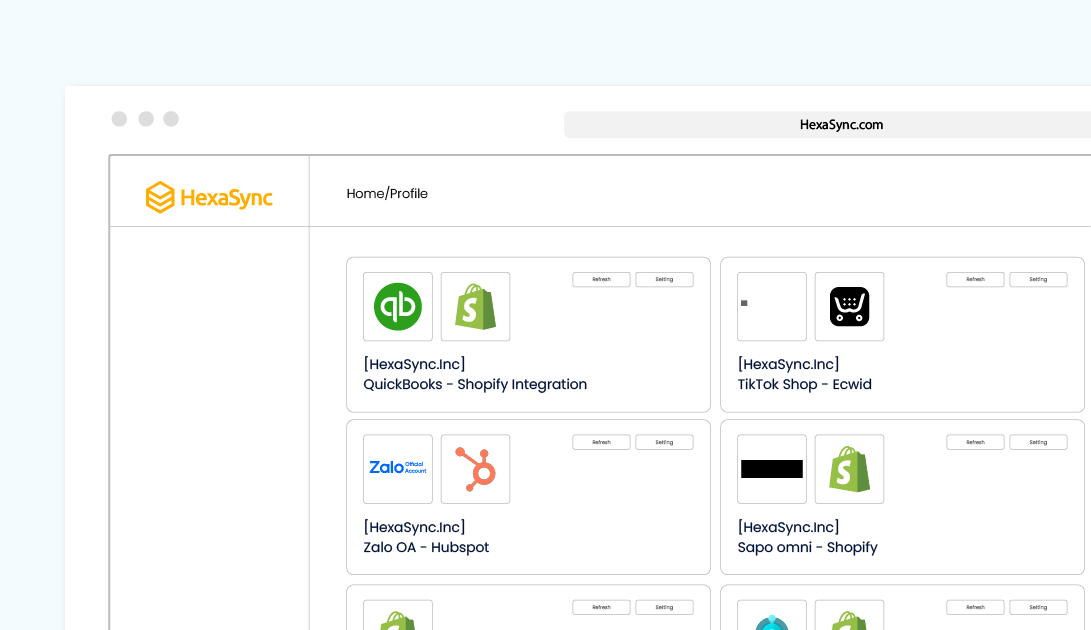 HexaSync.com
HexaSync
Home/Profile
qb
S
Refresh
Setting
[HexaSync.Inc]
QuickBooks - Shopify Integration
Refresh
Setting
[HexaSync.Inc]
TikTok Shop - Ecwid
Zalo Official Account
Refresh
Setting
[HexaSync.Inc]
Zalo OA - Hubspot
S
Refresh
Setting
[HexaSync.Inc]
Sapo omni - Shopify
Refresh
Setting
Refresh
Setting